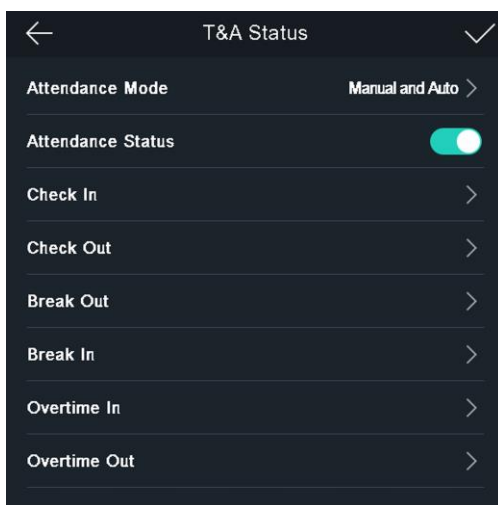 T&A Status
Attendance Mode Manual and Auto
Attendance Status
Check In
Check Out
Break Out
Break In
Overtime In
Overtime Out